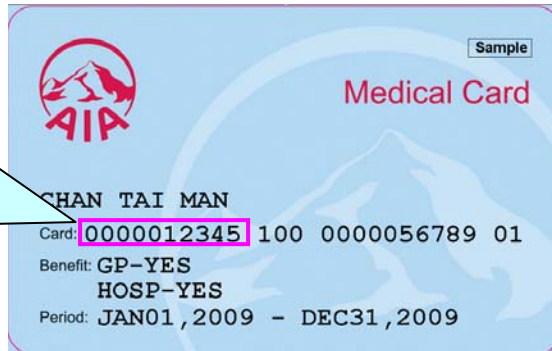 Sample
Medical Card
AIA
CHAN TAI MAN
Card: 0000012345 100 0000056789 01
Benefit: GP-YES
HOSP-YES
Period: JAN01,2009 - DEC31,2009